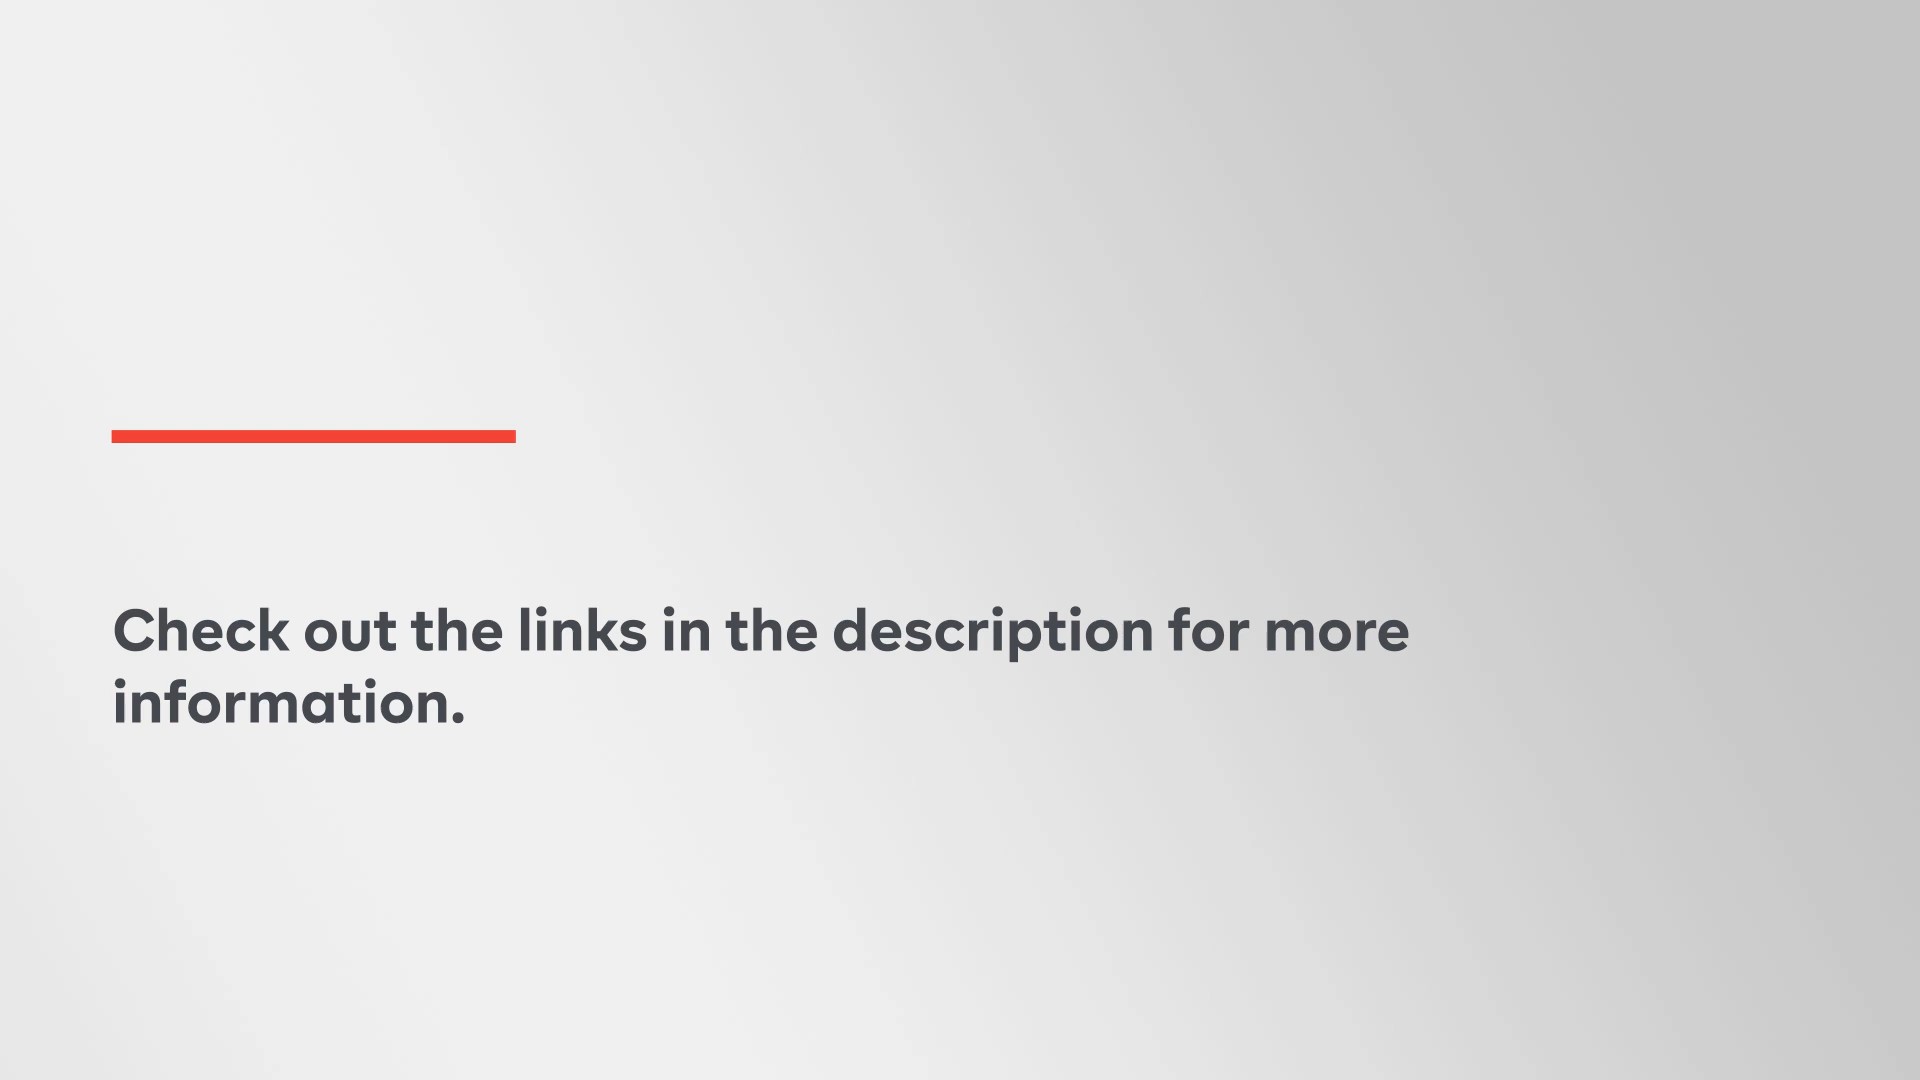 Check out the links in the description for more
information.